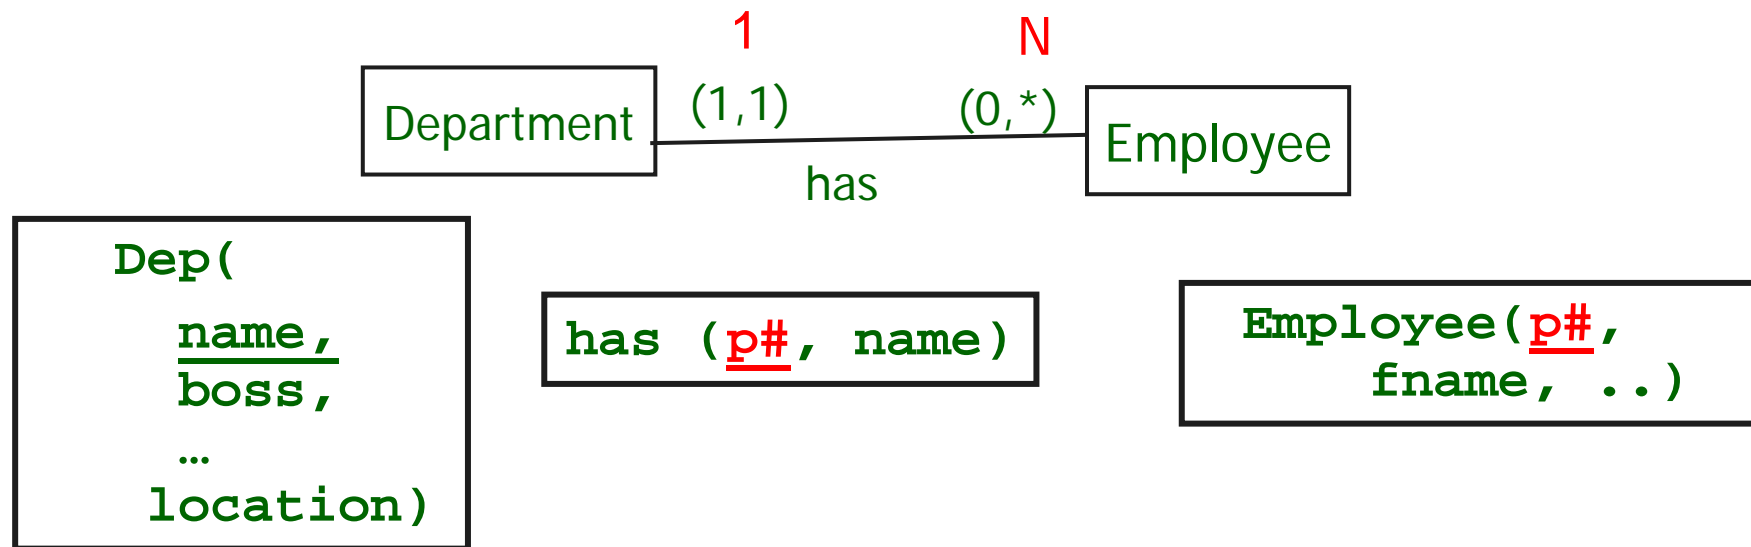 1 N
(1,1) (0,*)
Department Employee
has
Dep(
name,
boss,
…
location)
has (p#, name)
Employee(p#,
fname, ..)